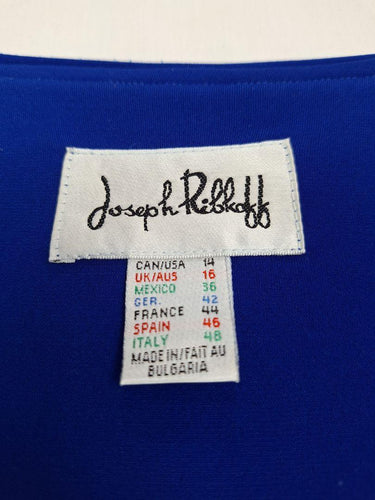 Joseph Ribkoff
CAN/USA 14
UK/AUS 16
MEXICO 36
GER. 42
FRANCE 44
SPAIN 46
ITALY 48
MADE IN/FAIT AU
BULGARIA